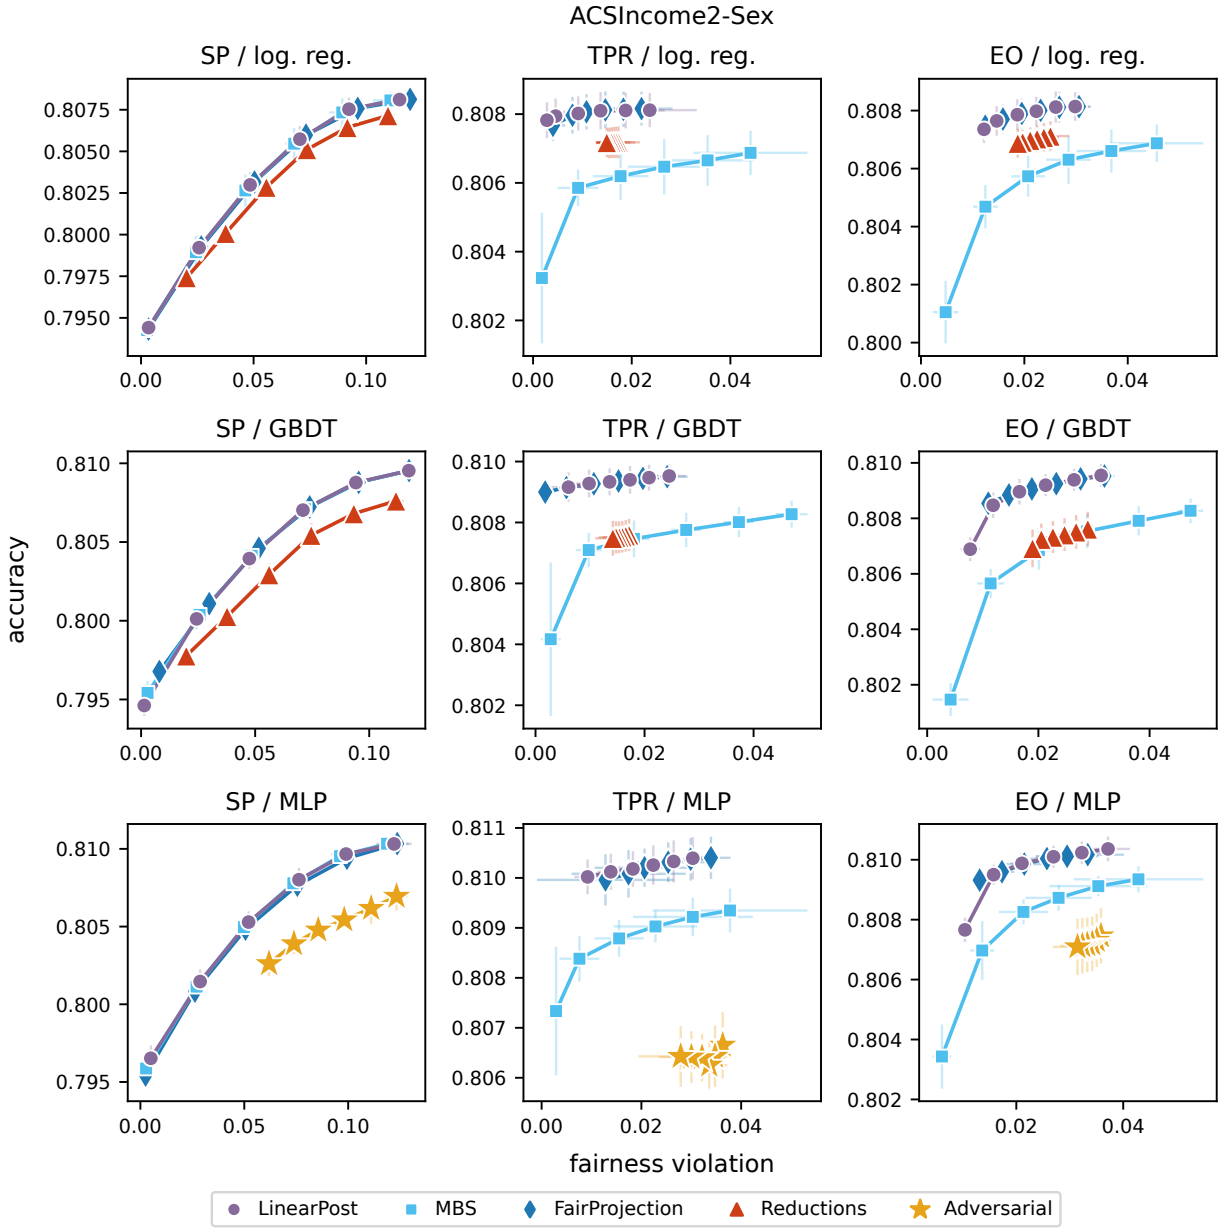 ACSIncome2-Sex
SP / log. reg.
TPR / log. reg.
EO / log. reg.
0.8075
0.8050
0.8025
0.8000
0.7975
0.7950
0.00 0.05 0.10
0.808
0.806
0.804
0.802
0.00 0.02 0.04
0.808
0.806
0.804
0.802
0.800
0.00 0.02 0.04
SP / GBDT
TPR / GBDT
EO / GBDT
0.810
0.805
0.800
0.795
0.00 0.05 0.10
0.810
0.808
0.806
0.804
0.802
0.00 0.02 0.04
0.810
0.808
0.806
0.804
0.802
0.00 0.02 0.04
accuracy
SP / MLP
TPR / MLP
EO / MLP
0.810
0.805
0.800
0.795
0.00 0.05 0.10
0.811
0.810
0.809
0.808
0.807
0.806
0.00 0.02 0.04
0.810
0.808
0.806
0.804
0.802
0.02 0.04
fairness violation
LinearPost MBS FairProjection Reductions Adversarial